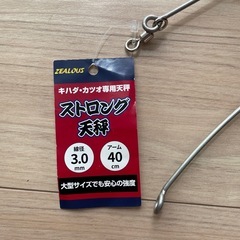 ZEALOUS
キハダ・カツオ専用天秤
ストロング
天秤
線径 アーム
3.0 40
mm cm
大型サイズでも安心の強度